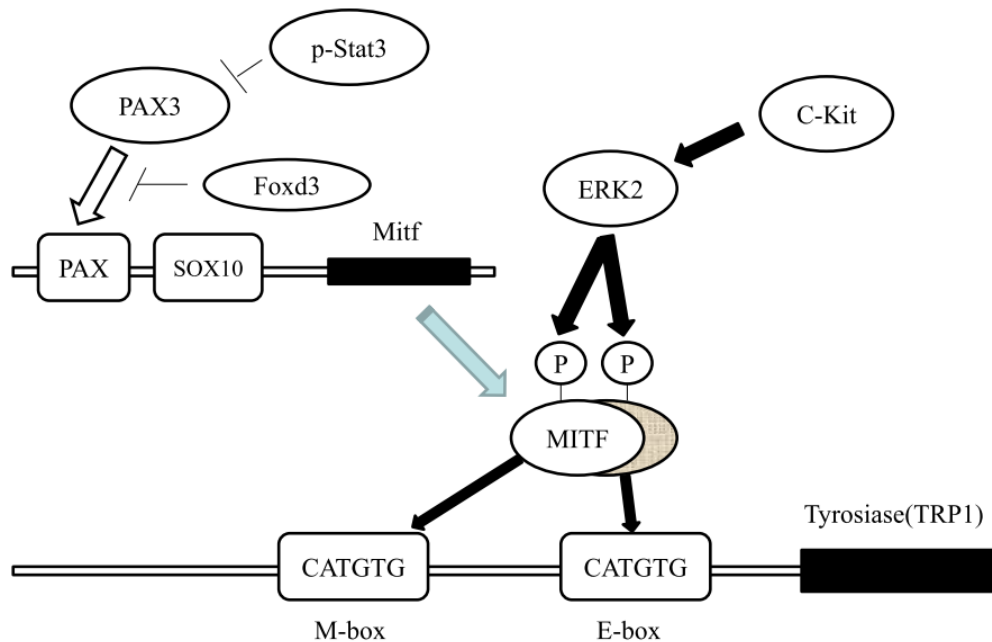 p-Stat3
PAX3
C-Kit
Foxd3
ERK2
Mitf
PAX
SOX10
P
P
MITF
Tyrosiase(TRP1)
CATGTG
CATGTG
M-box
E-box